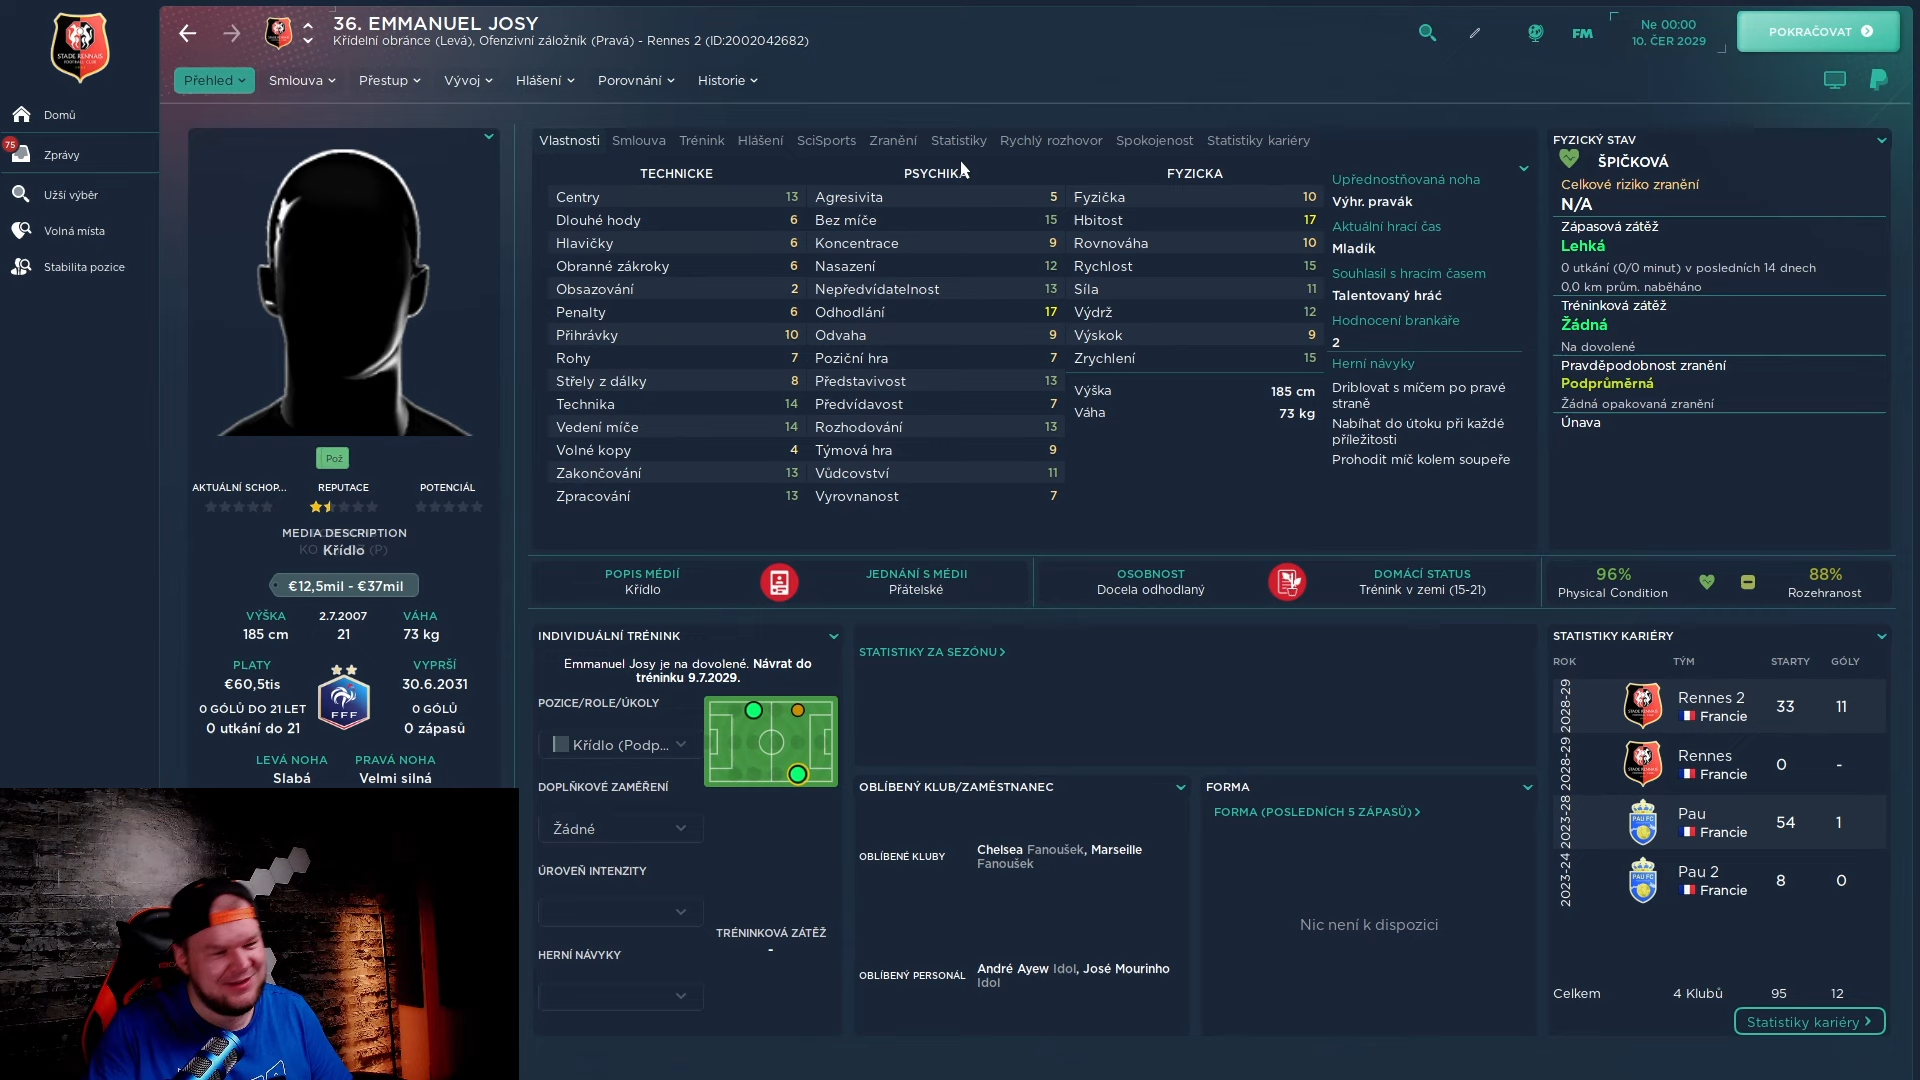 36. EMMANUEL JOSY
Křídelní obránce (Levá), Ofenzivní záložník (Pravá) - Rennes 2 (ID:2002042682)
FM
Ne 00:00
10. ČER 2029
POKRAČOVAT
Přehled
Smlouva
Přestup
Vývoj
Hlášení
Porovnání
Historie
STADE RENNAIS
Domů
75
Zprávy
Užší výběr
Volná místa
Stabilita pozice
Pož
AKTUÁLNÍ SCHOP...
REPUTACE
POTENCIÁL
MEDIA DESCRIPTION
Křídlo
€12,5mil - €37mil
VÝŠKA
2.7.2007
VÁHA
185 cm
21
73 kg
PLATY
VYPRŠÍ
€60,5tis
30.6.2031
FFF
0 GÓLŮ DO 21 LET
0 GÓLŮ
0 utkání do 21
0 zápasů
LEVÁ NOHA
PRAVÁ NOHA
Slabá
Velmi silná
Vlastnosti
Smlouva
Trénink
Hlášení
SciSports
Zranění
Statistiky
Rychlý rozhovor
Spokojenost
Statistiky kariéry
TECHNICKE
Centry 13
Dlouhé hody 6
Hlavičky 6
Obranné zákroky 6
Obsazování 2
Penalty 6
Přihrávky 10
Rohy 7
Střely z dálky 8
Technika 14
Vedení míče 14
Volné kopy 4
Zakončování 13
Zpracování 13
PSYCHIKA
Agresivita 5
Bez míče 15
Koncentrace 9
Nasazení 12
Nepředvídatelnost 13
Odhodlání 17
Odvaha 9
Poziční hra 7
Představivost 13
Předvídavost 7
Rozhodování 13
Týmová hra 9
Vůdcovství 11
Vyrovnanost 7
FYZICKA
Fyzička 10
Hbitost 17
Rovnováha 10
Rychlost 15
Síla 11
Výdrž 12
Výskok 9
Zrychlení 15
Výška 185 cm
Váha 73 kg
Upřednostňovaná noha
Výhr. pravák
Aktuální hrací čas
Mladík
Souhlasil s hracím časem
Talentovaný hráč
Hodnocení brankáře
2
Herní návyky
Driblovat s míčem po pravé
straně
Nabíhat do útoku při každé
příležitosti
Prohodit míč kolem soupeře
FYZICKÝ STAV
ŠPIČKOVÁ
Celkové riziko zranění
N/A
Zápasová zátěž
Lehká
0 utkání (0/0 minut) v posledních 14 dnech
0,0 km prům. naběháno
Tréninková zátěž
Žádná
Na dovolené
Pravděpodobnost zranění
Podprůměrná
Žádná opakovaná zranění
Únava
POPIS MÉDIÍ
Křídlo
JEDNÁNÍ S MÉDII
Přátelské
OSOBNOST
Docela odhodlaný
DOMÁCÍ STATUS
Trénink v zemi (15-21)
96%
Physical Condition
88%
Rozehranost
INDIVIDUÁLNÍ TRÉNINK
Emmanuel Josy je na dovolené. Návrat do
tréninku 9.7.2029.
POZICE/ROLE/ÚKOLY
Křídlo (Podp...
DOPLŇKOVÉ ZAMĚŘENÍ
Žádné
ÚROVEŇ INTENZITY
HERNÍ NÁVYKY
TRÉNINKOVÁ ZÁTĚŽ
-
STATISTIKY ZA SEZÓNU
OBLÍBENÝ KLUB/ZAMĚSTNANEC
OBLÍBENÉ KLUBY
Chelsea Fanoušek, Marseille
Fanoušek
OBLÍBENÝ PERSONÁL
André Ayew Idol, José Mourinho
Idol
FORMA
FORMA (POSLEDNÍCH 5 ZÁPASŮ)
Nic není k dispozici
STATISTIKY KARIÉRY
ROK TÝM STARTY GÓLY
2028-29 Rennes 2 Francie 33 11
2028-29 Rennes Francie 0 -
2023-28 Pau Francie 54 1
2023-24 Pau 2 Francie 8 0
Celkem 4 Klubů 95 12
Statistiky kariéry